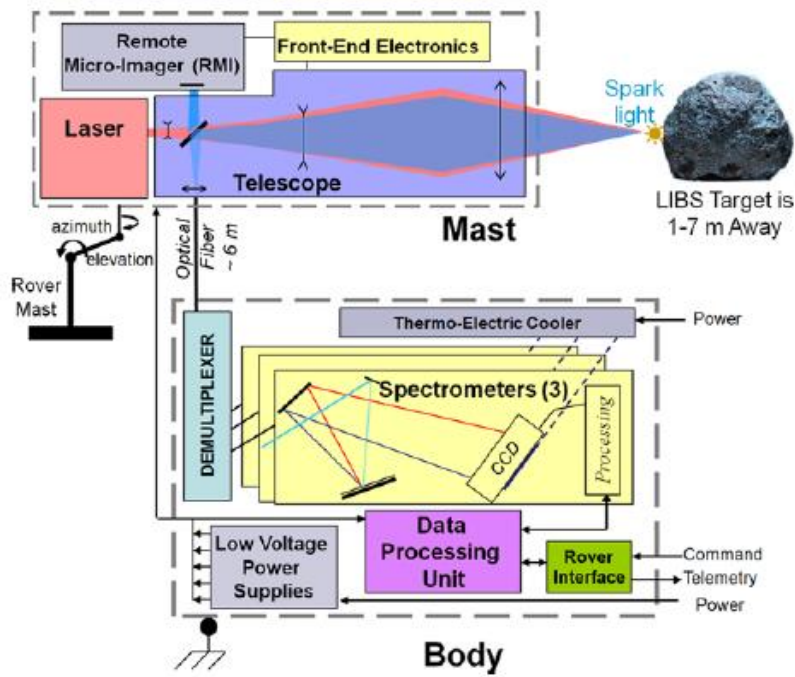 Remote
Micro-Imager (RMI)
Front-End Electronics
Laser
Spark
light
Telescope
LIBS Target is
1-7 m Away
Mast
azimuth
elevation
Rover
Mast
Optical
Fiber
~ 6 m
Thermo-Electric Cooler
Power
DEMULTIPLEXER
Spectrometers (3)
CCD
Processing
Data
Processing
Unit
Low Voltage
Power
Supplies
Rover
Interface
Command
Telemetry
Power
Body